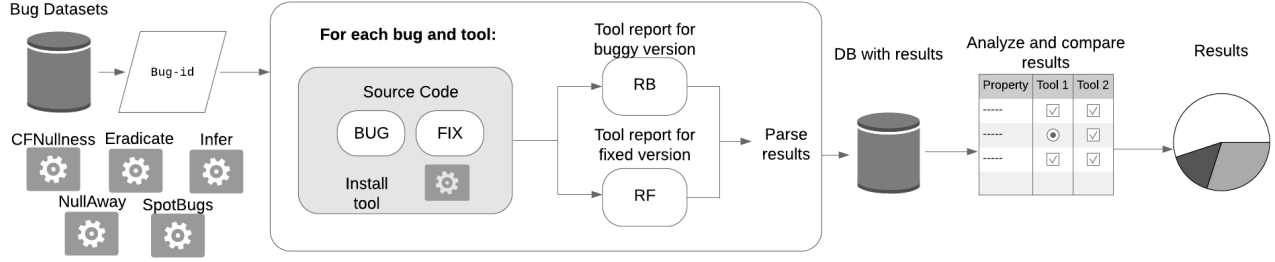 Bug Datasets
Bug-id
CFNullness
Eradicate
Infer
NullAway
SpotBugs
For each bug and tool:
Source Code
BUG
FIX
Install
tool
Tool report for
buggy version
RB
Tool report for
fixed version
RF
Parse
results
DB with results
Analyze and compare
results
Property Tool 1 Tool 2
-----
-----
-----
Results